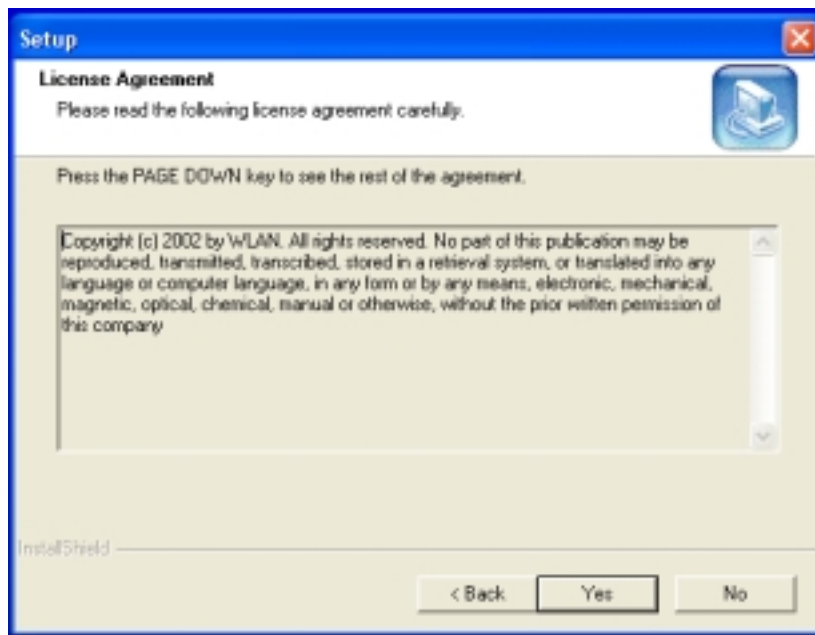 Setup
License Agreement
Please read the following license agreement carefully.
Press the PAGE DOWN key to see the rest of the agreement.
Copyright (c) 2002 by WLAN. All rights reserved. No part of this publication may be
reproduced, transmitted, transcribed, stored in a retrieval system, or translated into any
language or computer language, in any form or by any means, electronic, mechanical,
magnetic, optical, chemical, manual or otherwise, without the prior written permission of
this company
InstallShield
< Back
Yes
No